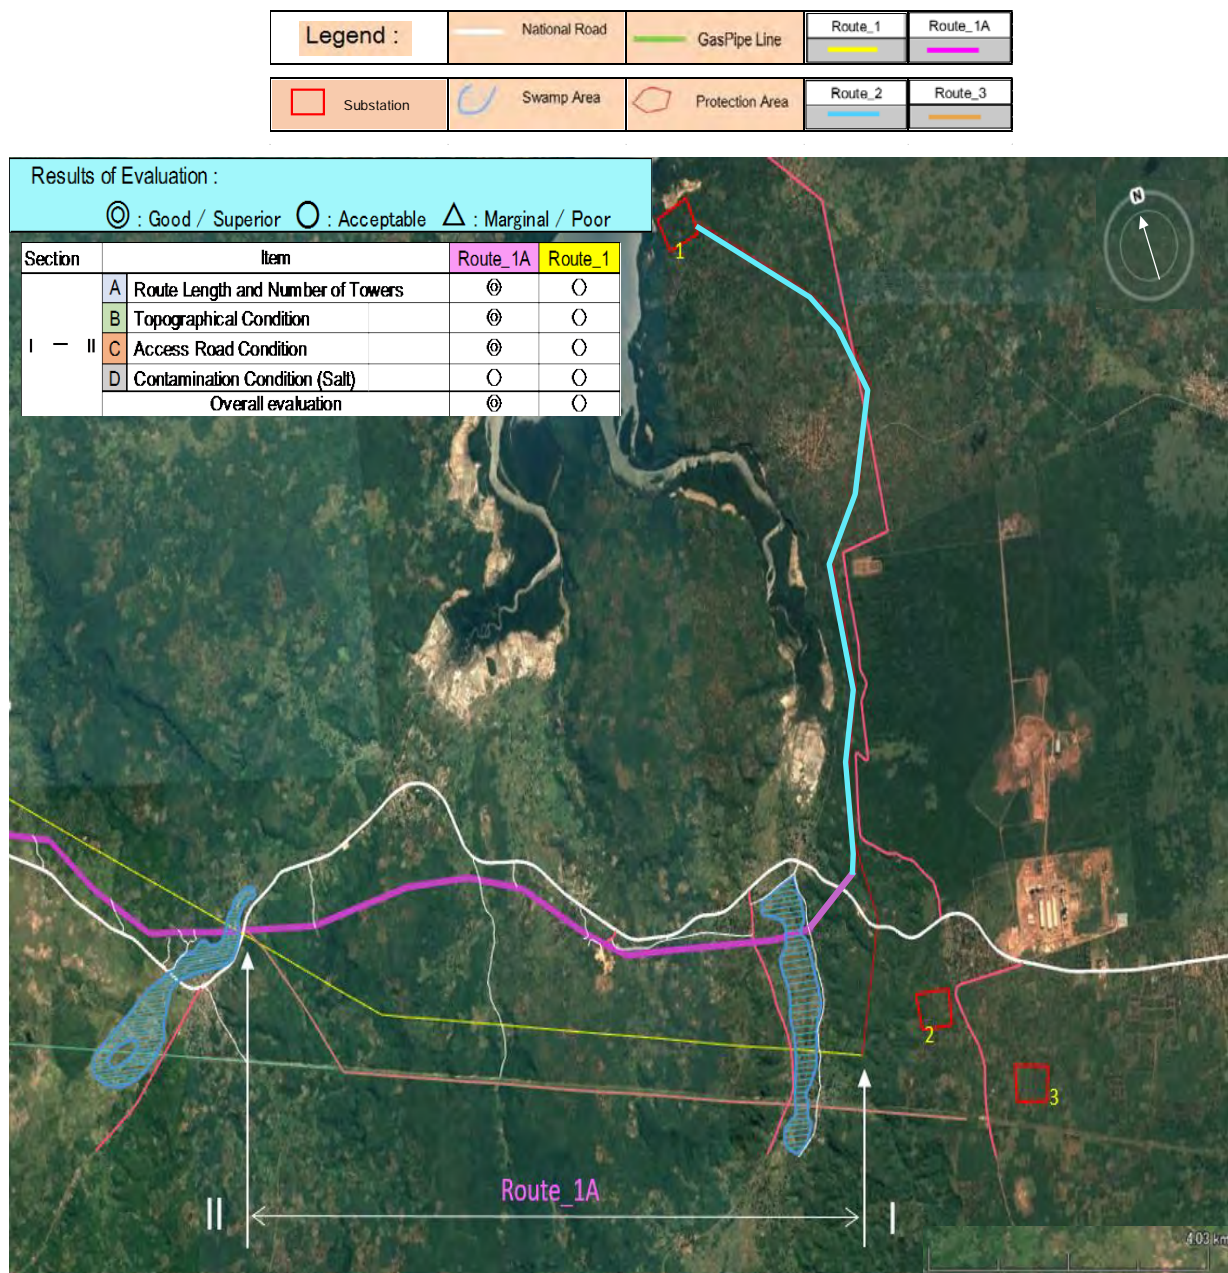 Legend :
National Road
GasPipe Line
Route_1
Route_1A
Substation
Swamp Area
Protection Area
Route_2
Route_3
Results of Evaluation :
◎ : Good / Superior ○ : Acceptable △ : Marginal / Poor
Section Item Route_1A Route_1
A Route Length and Number of Towers ◎ ○
B Topographical Condition ◎ ○
I － II C Access Road Condition ◎ ○
D Contamination Condition (Salt) ○ ○
Overall evaluation ◎ ○
N
1
2
3
Route_1A
II
I
4.03 km